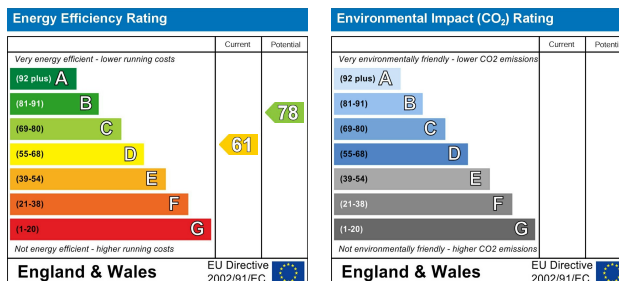 Energy Efficiency Rating
Current Potential
Very energy efficient - lower running costs
(92 plus) A
(81-91) B
(69-80) C
(55-68) D
(39-54) E
(21-38) F
(1-20) G
61
78
Not energy efficient - higher running costs
England & Wales
EU Directive
2002/91/EC
Environmental Impact (CO₂) Rating
Current Potential
Very environmentally friendly - lower CO2 emissions
(92 plus) A
(81-91) B
(69-80) C
(55-68) D
(39-54) E
(21-38) F
(1-20) G
Not environmentally friendly - higher CO2 emissions
England & Wales
EU Directive
2002/91/EC